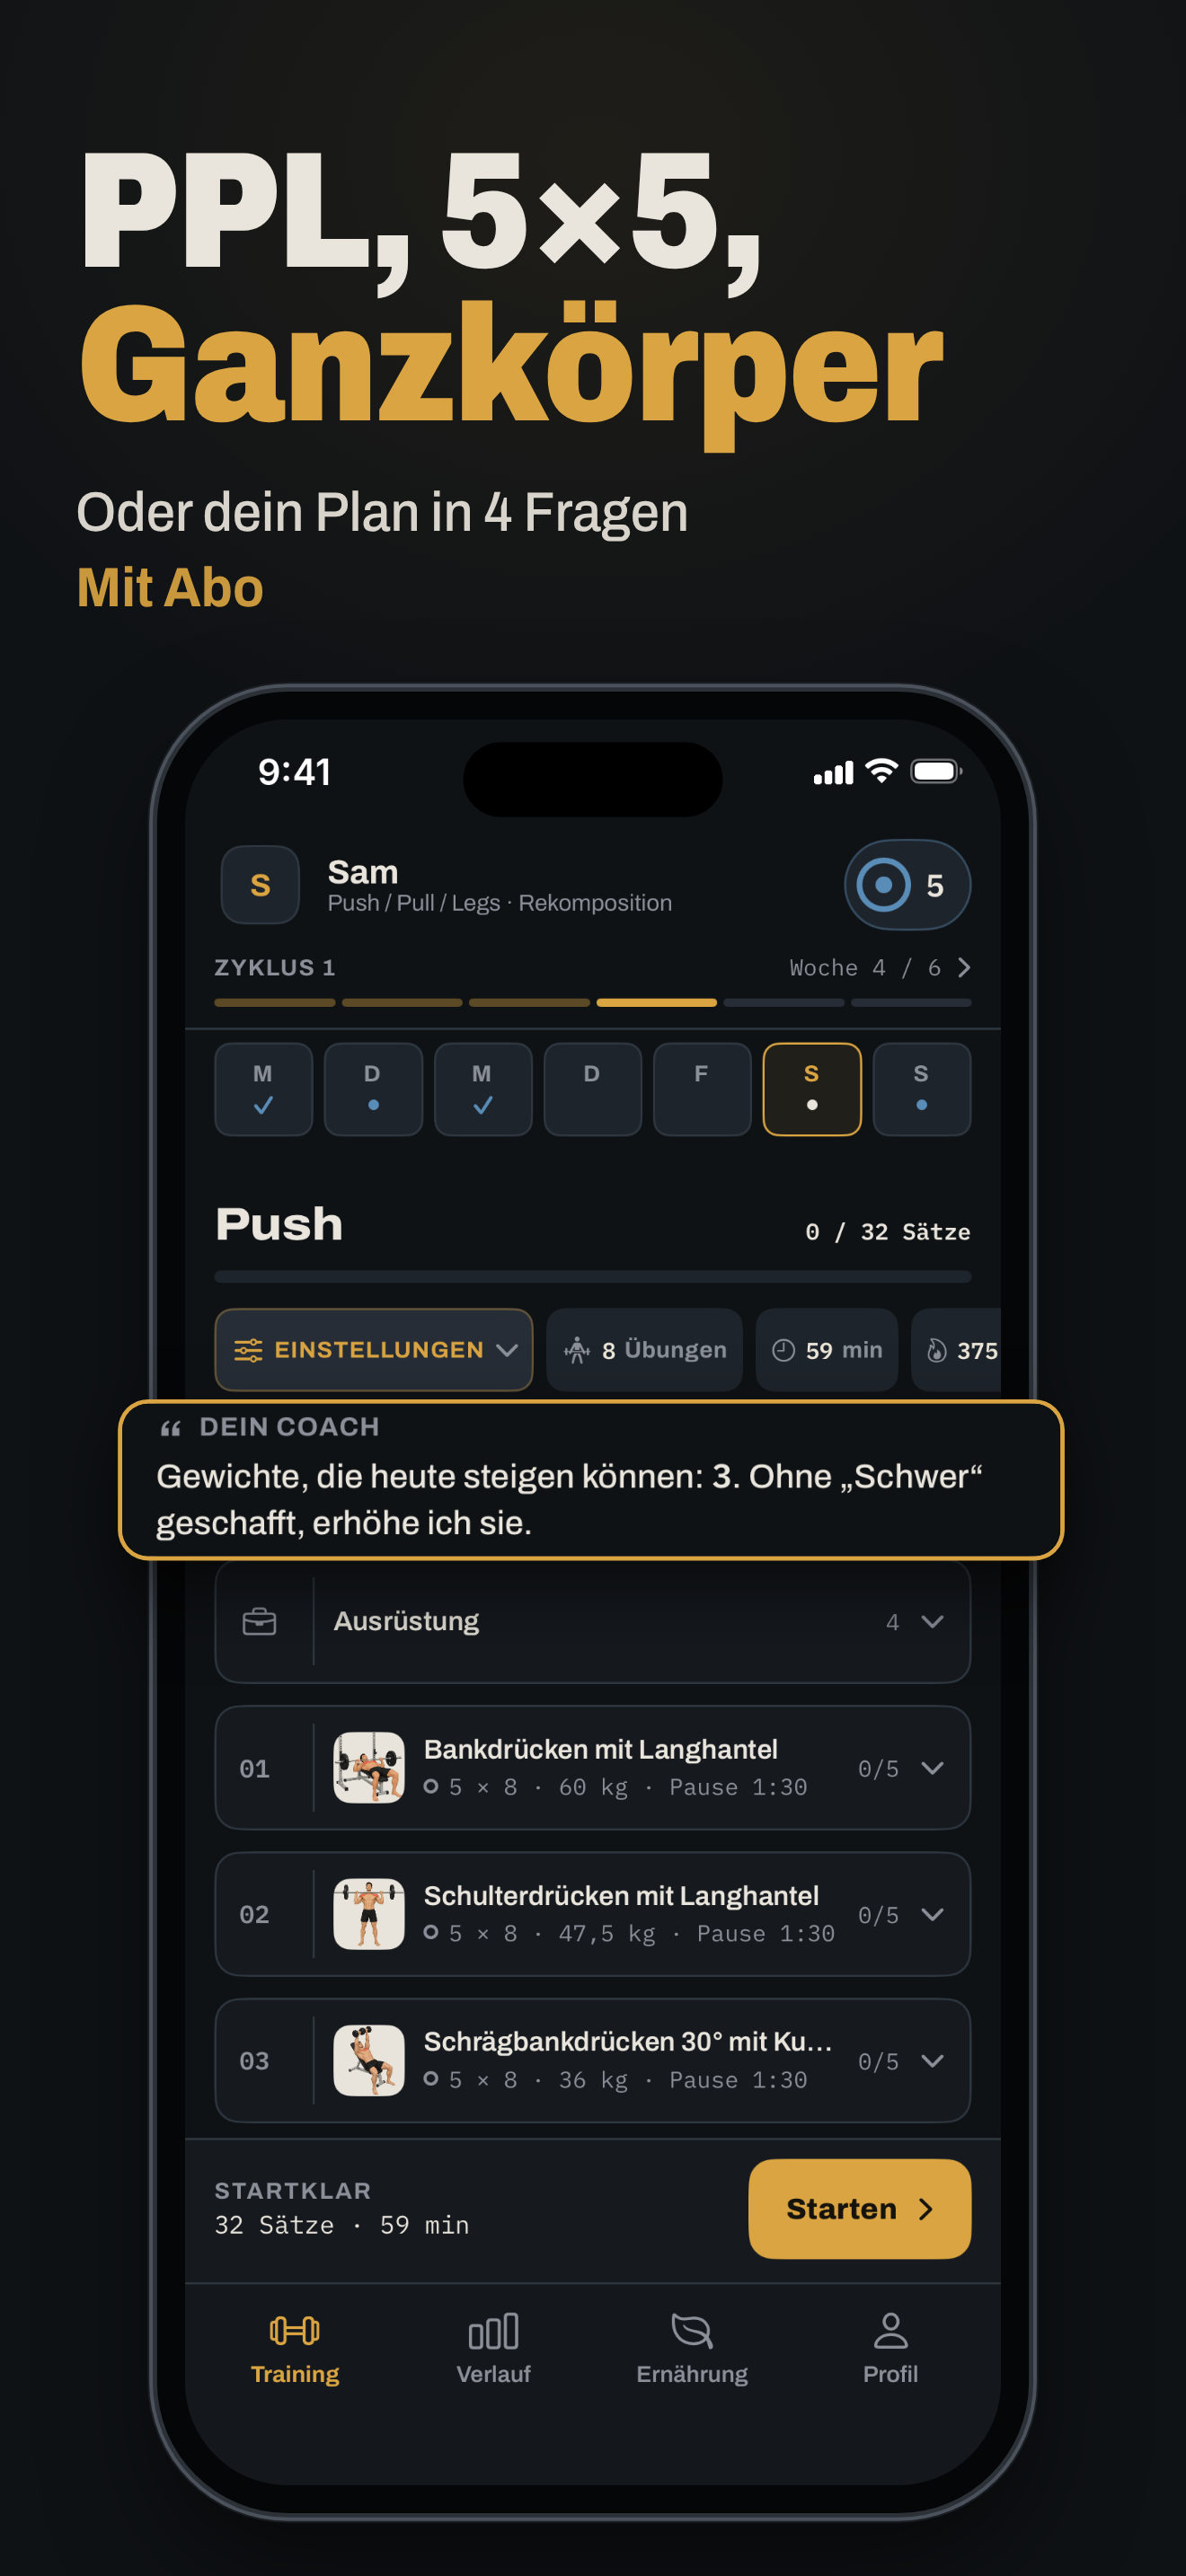 PPL, 5×5,
Ganzkörper
Oder dein Plan in 4 Fragen
Mit Abo
9:41
S
Sam
Push / Pull / Legs · Rekomposition
5
ZYKLUS 1
Woche 4 / 6
M D M D F S S
Push
0 / 32 Sätze
EINSTELLUNGEN
8 Übungen
59 min
375
“ DEIN COACH
Gewichte, die heute steigen können: 3. Ohne „Schwer“
geschafft, erhöhe ich sie.
Ausrüstung
4
01
Bankdrücken mit Langhantel
5 × 8 · 60 kg · Pause 1:30
0/5
02
Schulterdrücken mit Langhantel
5 × 8 · 47,5 kg · Pause 1:30
0/5
03
Schrägbankdrücken 30° mit Ku...
5 × 8 · 36 kg · Pause 1:30
0/5
STARTKLAR
32 Sätze · 59 min
Starten
Training
Verlauf
Ernährung
Profil